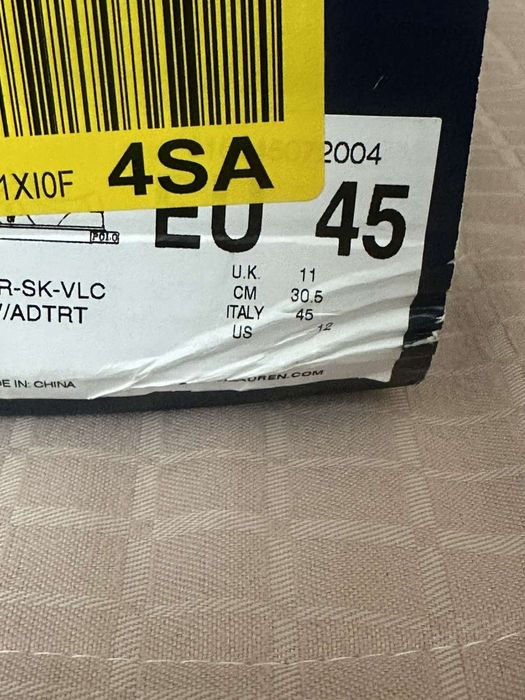 1XI0F 4SA
2004
POLO
EU 45
R-SK-VLC
//ADTRT
U.K. 11
CM 30.5
ITALY 45
US 12
DE IN: CHINA
LAUREN.COM